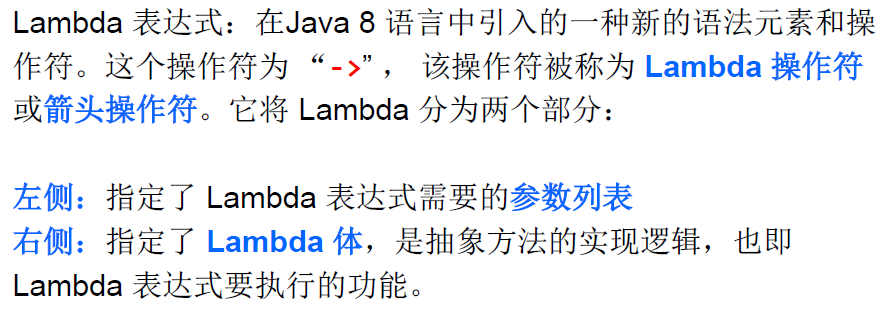 Lambda 表达式：在Java 8 语言中引入的一种新的语法元素和操
作符。这个操作符为 “->” ， 该操作符被称为 Lambda 操作符
或箭头操作符。它将 Lambda 分为两个部分：
左侧：指定了 Lambda 表达式需要的参数列表
右侧：指定了 Lambda 体，是抽象方法的实现逻辑，也即
Lambda 表达式要执行的功能。